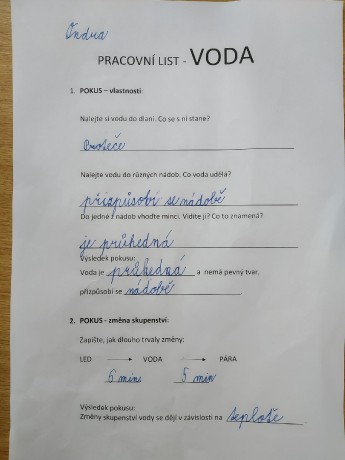 Ondra
PRACOVNÍ LIST - VODA
1. POKUS – vlastnosti:
Nalejte si vodu do dlaní. Co se s ní stane?
Proteče
Nalejte vodu do různých nádob. Co voda udělá?
přizpůsobí se nádobě
Do jedné z nádob vhoďte minci. Vidíte ji? Co to znamená?
je průhedná
Výsledek pokusu:
Voda je průhedná a nemá pevný tvar,
přizpůsobí se nádobě
2. POKUS - změna skupenství:
Zapište, jak dlouho trvaly změny:
LED → VODA → PÁRA
6 min 5 min
Výsledek pokusu:
Změny skupenství vody se dějí v závislosti na teplotě